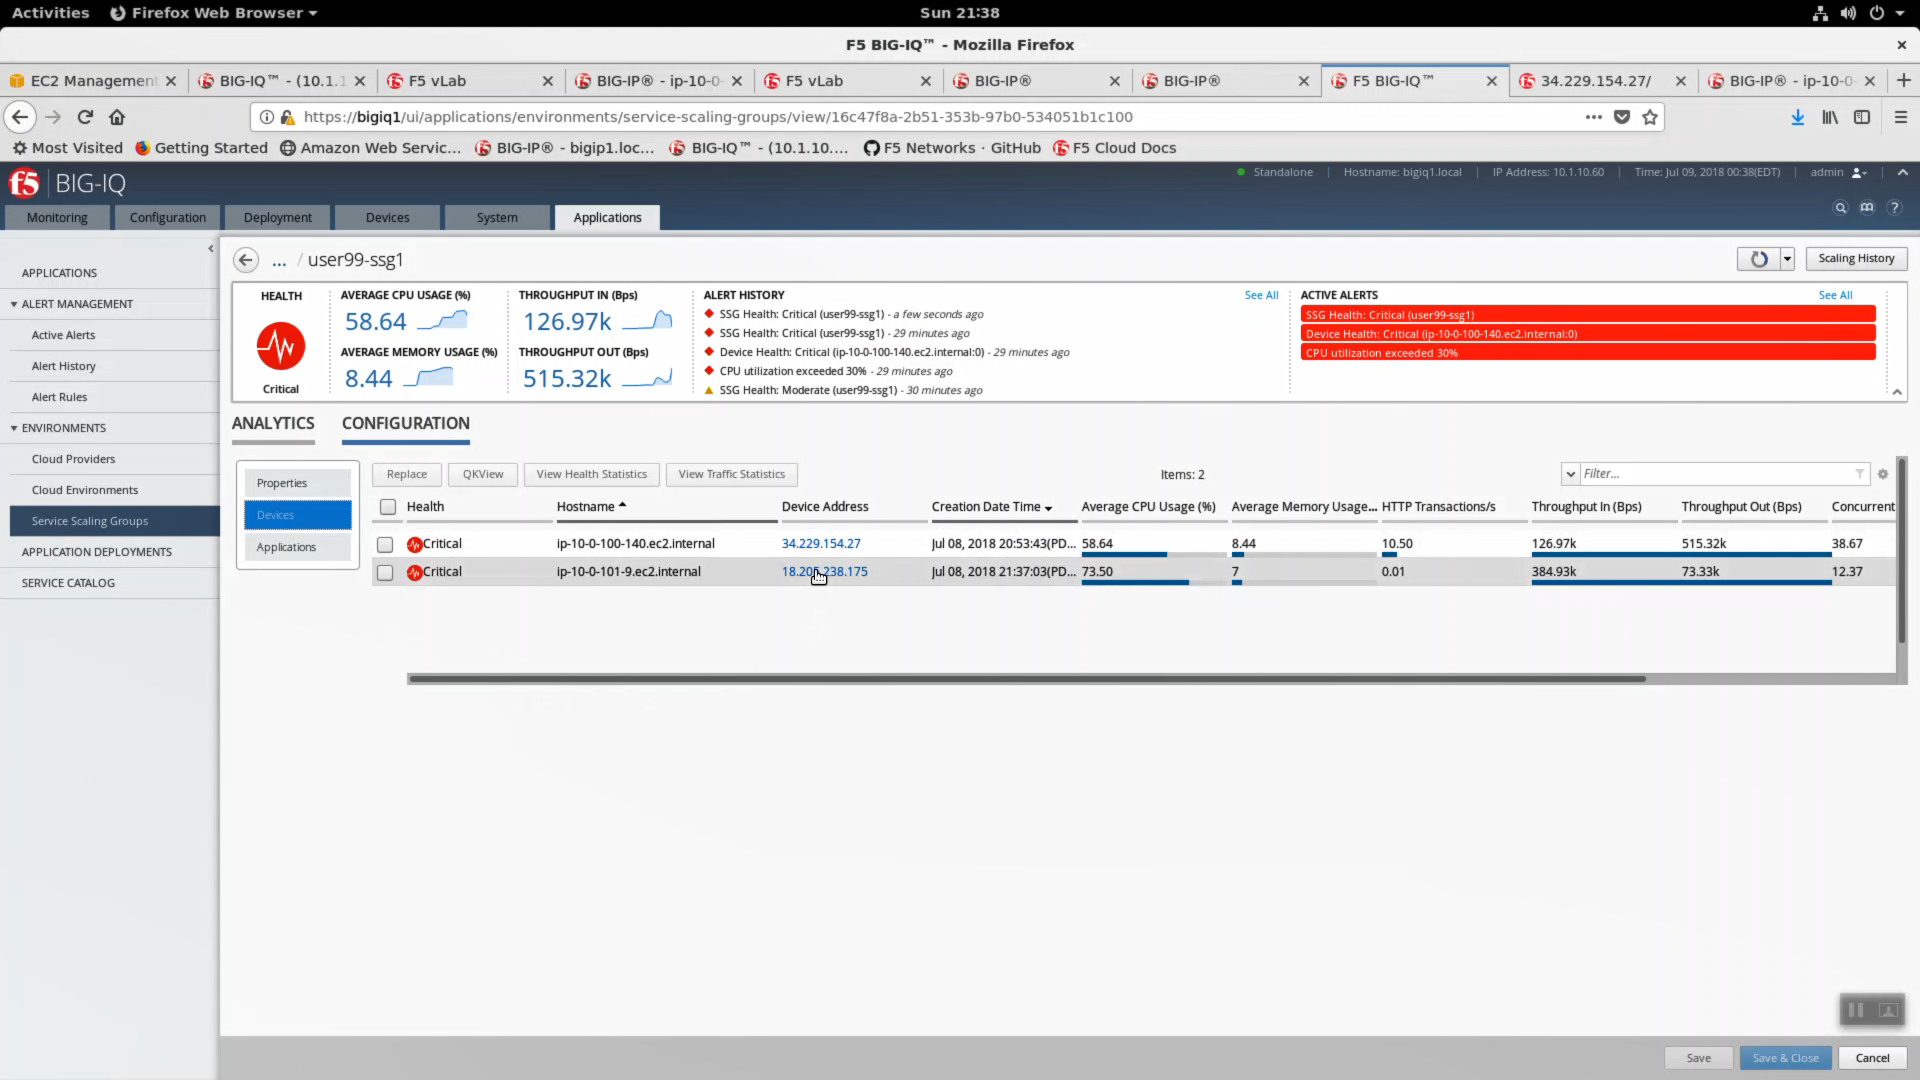 Activities Firefox Web Browser Sun 21:38
F5 BIG-IQ™ - Mozilla Firefox
EC2 Management BIG-IQ™ - (10.1.1 F5 vLab BIG-IP® - ip-10-0- F5 vLab BIG-IP® BIG-IP® F5 BIG-IQ™ 34.229.154.27/ BIG-IP® - ip-10-0-
https://bigiq1/ui/applications/environments/service-scaling-groups/view/16c47f8a-2b51-353b-97b0-534051b1c100
Most Visited Getting Started Amazon Web Servic... BIG-IP® - bigip1.loc... BIG-IQ™ - (10.1.10.... F5 Networks · GitHub F5 Cloud Docs
f5 BIG-IQ Standalone Hostname: bigiq1.local IP Address: 10.1.10.60 Time: Jul 09, 2018 00:38(EDT) admin
Monitoring Configuration Deployment Devices System Applications
APPLICATIONS
ALERT MANAGEMENT
Active Alerts
Alert History
Alert Rules
ENVIRONMENTS
Cloud Providers
Cloud Environments
Service Scaling Groups
APPLICATION DEPLOYMENTS
SERVICE CATALOG
... / user99-ssg1 Scaling History
HEALTH
Critical
AVERAGE CPU USAGE (%)
58.64
AVERAGE MEMORY USAGE (%)
8.44
THROUGHPUT IN (Bps)
126.97k
THROUGHPUT OUT (Bps)
515.32k
ALERT HISTORY See All
SSG Health: Critical (user99-ssg1) - a few seconds ago
SSG Health: Critical (user99-ssg1) - 29 minutes ago
Device Health: Critical (ip-10-0-100-140.ec2.internal:0) - 29 minutes ago
CPU utilization exceeded 30% - 29 minutes ago
SSG Health: Moderate (user99-ssg1) - 30 minutes ago
ACTIVE ALERTS See All
SSG Health: Critical (user99-ssg1)
Device Health: Critical (ip-10-0-100-140.ec2.internal:0)
CPU utilization exceeded 30%
ANALYTICS CONFIGURATION
Properties
Devices
Applications
Replace QKView View Health Statistics View Traffic Statistics Items: 2 Filter...
Health Hostname Device Address Creation Date Time Average CPU Usage (%) Average Memory Usage... HTTP Transactions/s Throughput In (Bps) Throughput Out (Bps) Concurrent
Critical ip-10-0-100-140.ec2.internal 34.229.154.27 Jul 08, 2018 20:53:43(PD... 58.64 8.44 10.50 126.97k 515.32k 38.67
Critical ip-10-0-101-9.ec2.internal Jul 08, 2018 21:37:03(PD... 73.50 7 0.01 384.93k 73.33k 12.37
Save Save & Close Cancel